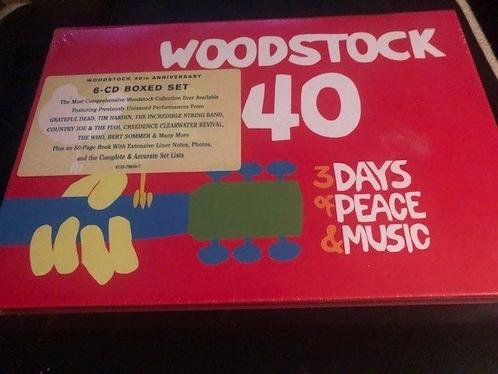 WOODSTOCK
40
WOODSTOCK 40th ANNIVERSARY
6-CD BOXED SET
The Most Comprehensive Woodstock Collection Ever Available
Featuring Previously Unissued Performances From
GRATEFUL DEAD, TIM HARDIN, THE INCREDIBLE STRING BAND,
COUNTRY JOE & THE FISH, CREEDENCE CLEARWATER REVIVAL,
THE WHO, BERT SOMMER & Many More
Plus an 80-Page Book With Extensive Liner Notes, Photos,
and the Complete & Accurate Set Lists
3 DAYS
of PEACE
& MUSIC